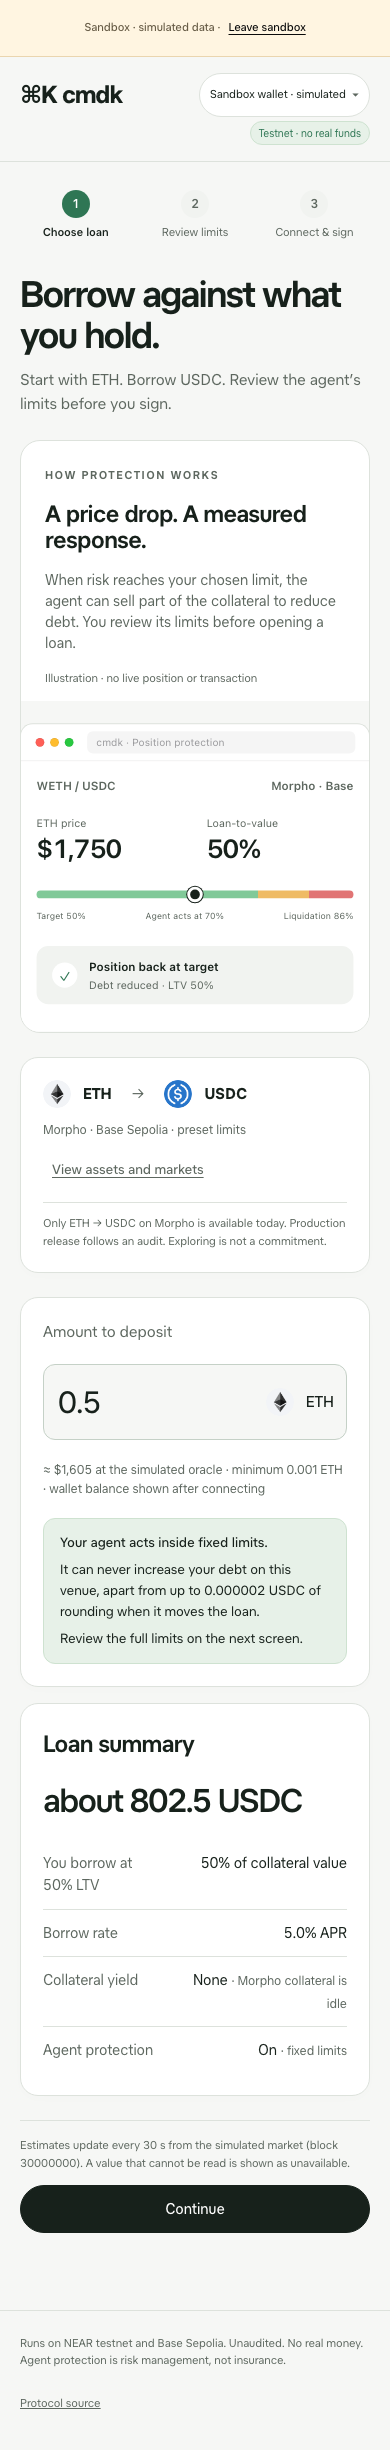 Sandbox · simulated data · Leave sandbox
⌘K cmdk
Sandbox wallet · simulated
Testnet · no real funds
1
2
3
Choose loan
Review limits
Connect & sign
Borrow against what
you hold.
Start with ETH. Borrow USDC. Review the agent's
limits before you sign.
HOW PROTECTION WORKS
A price drop. A measured
response.
When risk reaches your chosen limit, the
agent can sell part of the collateral to reduce
debt. You review its limits before opening a
loan.
Illustration · no live position or transaction
cmdk · Position protection
WETH / USDC
Morpho · Base
ETH price
Loan-to-value
$1,750
50%
Target 50%
Agent acts at 70%
Liquidation 86%
Position back at target
Debt reduced · LTV 50%
ETH → USDC
Morpho · Base Sepolia · preset limits
View assets and markets
Only ETH → USDC on Morpho is available today. Production
release follows an audit. Exploring is not a commitment.
Amount to deposit
0.5
ETH
≈ $1,605 at the simulated oracle · minimum 0.001 ETH
· wallet balance shown after connecting
Your agent acts inside fixed limits.
It can never increase your debt on this
venue, apart from up to 0.000002 USDC of
rounding when it moves the loan.
Review the full limits on the next screen.
Loan summary
about 802.5 USDC
You borrow at
50% LTV
50% of collateral value
Borrow rate
5.0% APR
Collateral yield
None · Morpho collateral is
idle
Agent protection
On · fixed limits
Estimates update every 30 s from the simulated market (block
30000000). A value that cannot be read is shown as unavailable.
Continue
Runs on NEAR testnet and Base Sepolia. Unaudited. No real money.
Agent protection is risk management, not insurance.
Protocol source